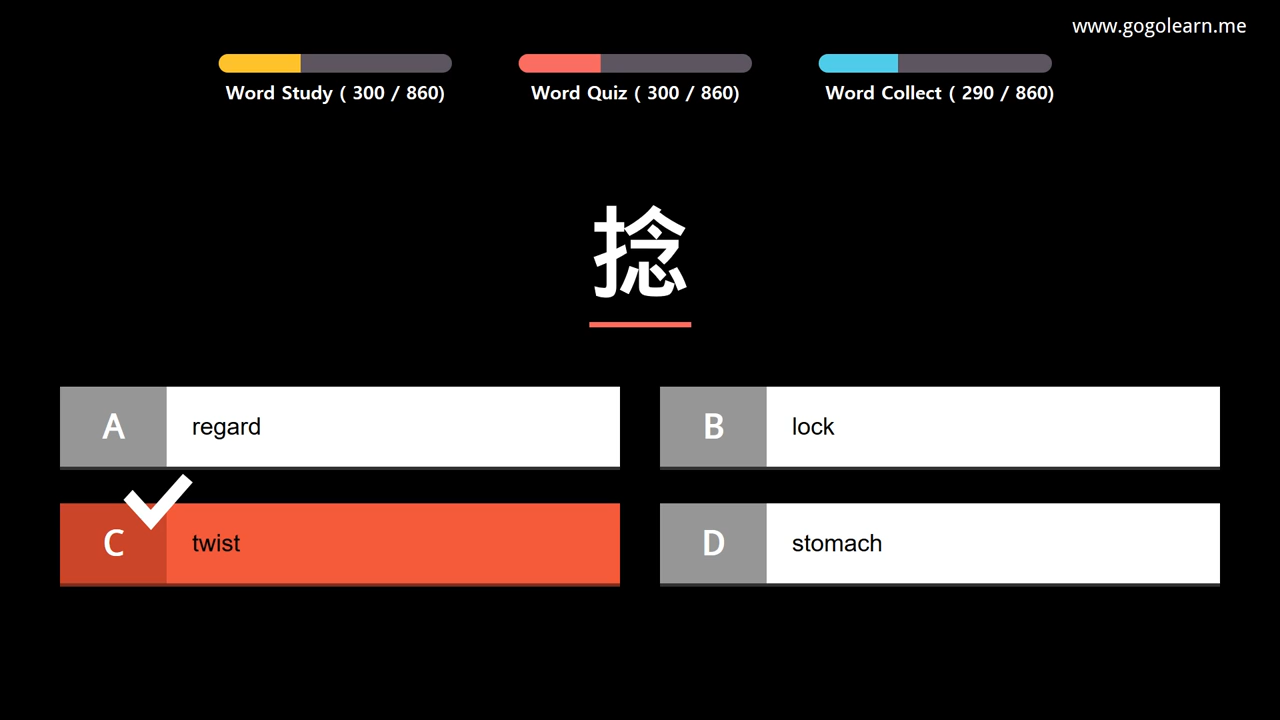 www.gogolearn.me
Word Study ( 300 / 860)
Word Quiz ( 300 / 860)
Word Collect ( 290 / 860)
捻
A regard
B lock
C twist
D stomach